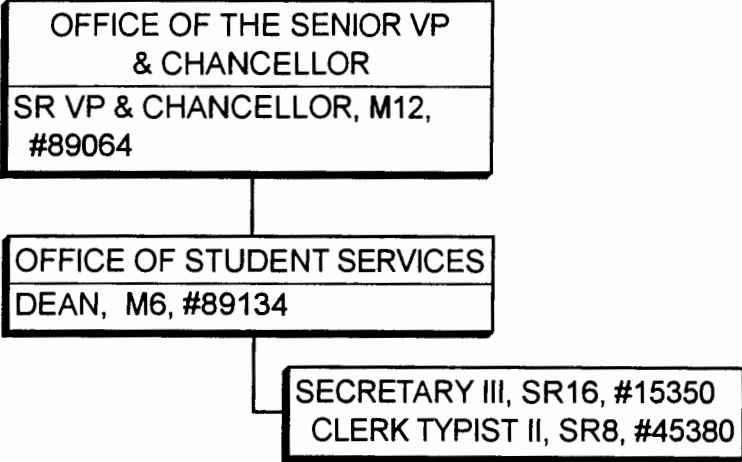 OFFICE OF THE SENIOR VP
& CHANCELLOR
SR VP & CHANCELLOR, M12,
#89064
OFFICE OF STUDENT SERVICES
DEAN, M6, #89134
SECRETARY III, SR16, #15350
CLERK TYPIST II, SR8, #45380